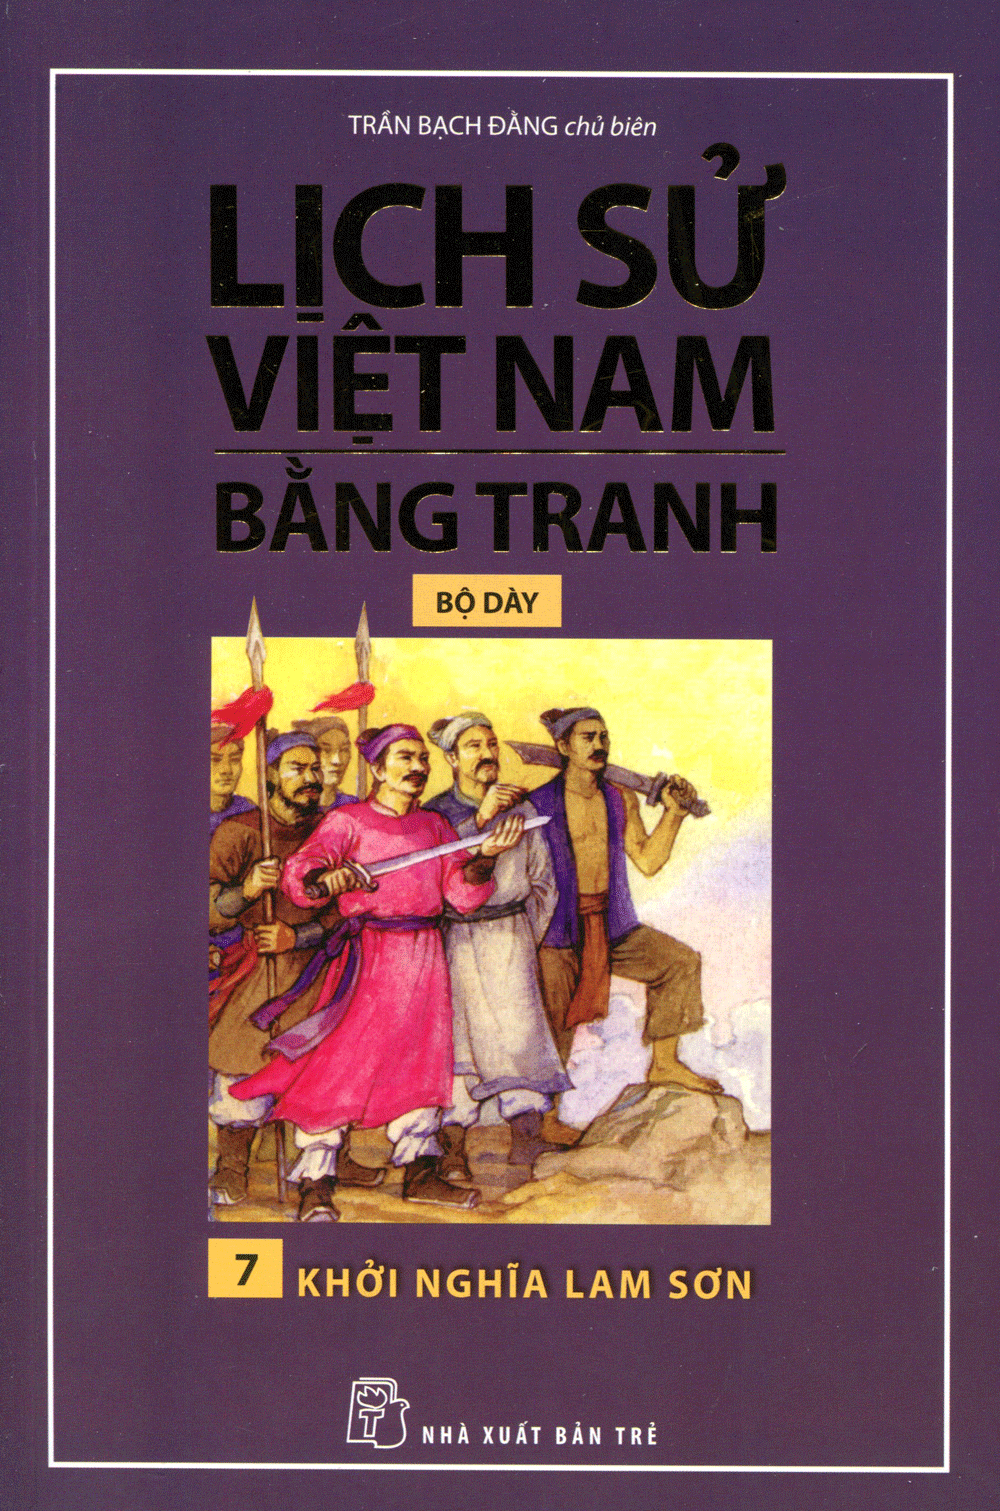 TRẦN BẠCH ĐẰNG chủ biên
LỊCH SỬ
VIỆT NAM
BẰNG TRANH
BỘ DÀY
7 KHỞI NGHĨA LAM SƠN
T
NHÀ XUẤT BẢN TRẺ